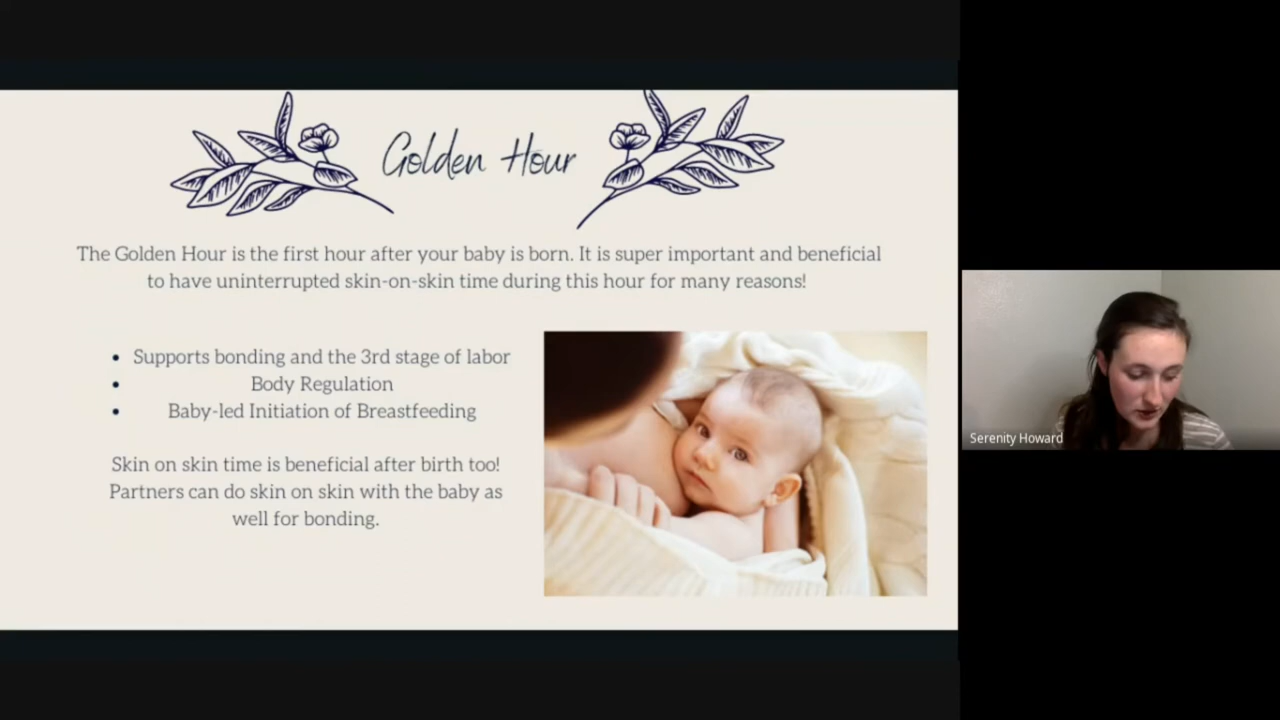 Golden Hour
The Golden Hour is the first hour after your baby is born. It is super important and beneficial
to have uninterrupted skin-on-skin time during this hour for many reasons!
• Supports bonding and the 3rd stage of labor
• Body Regulation
• Baby-led Initiation of Breastfeeding
Skin on skin time is beneficial after birth too!
Partners can do skin on skin with the baby as
well for bonding.
Serenity Howard